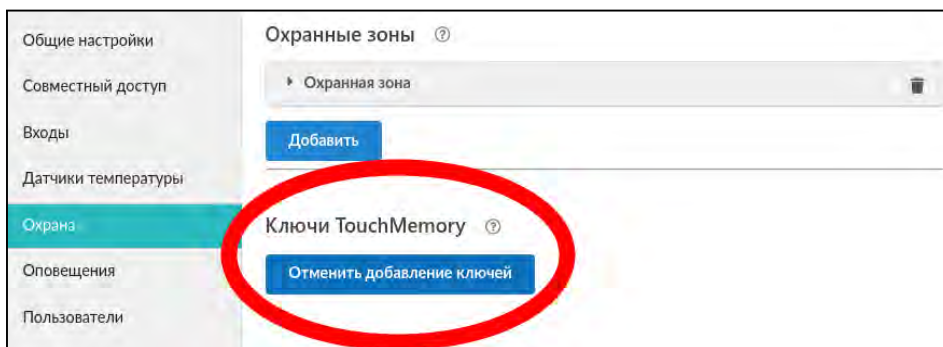 Общие настройки
Совместный доступ
Входы
Датчики температуры
Охрана
Оповещения
Пользователи
Охранные зоны ?
Охранная зона
Добавить
Ключи TouchMemory ?
Отменить добавление ключей